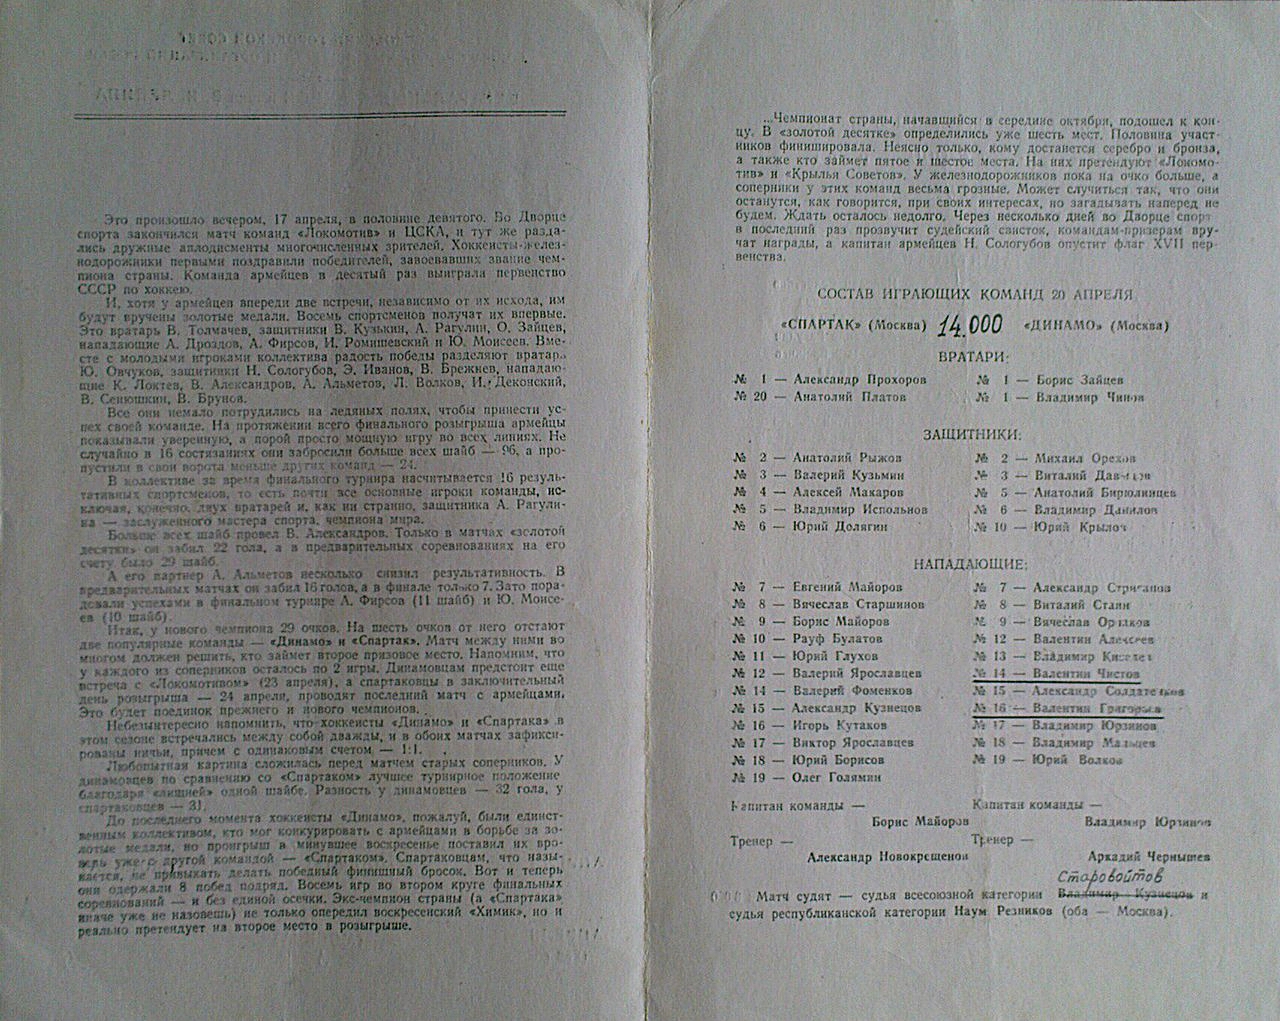 Это произошло вечером, 17 апреля, в половине девятого. Во Дворце
спорта закончился матч команд «Локомотив» и ЦСКА, и тут же разда-
лись дружные аплодисменты многочисленных зрителей. Хоккеисты-желез-
нодорожники первыми поздравили победителей, завоевавших звание чем-
пиона страны. Команда армейцев в десятый раз выиграла первенство
СССР по хоккею.
И, хотя у армейцев впереди две встречи, независимо от их исхода, им
будут вручены золотые медали. Восемь спортсменов получат их впервые.
Это вратарь В. Толмачев, защитники В. Кузькин, А. Рагулин, О. Зайцев,
нападающие А. Дроздов, А. Фирсов, И. Ромишевский и Ю. Моисеев. Вме-
сте с молодыми игроками коллектива радость победы разделяют вратарь
Ю. Овчуков, защитники Н. Сологубов, Э. Иванов, В. Брежнев, нападаю-
щие К. Локтев, В. Александров, А. Альметов, Л. Волков, И. Деконский,
В. Сенюшкин, В. Брунов.
Все они немало потрудились на ледяных полях, чтобы принести ус-
пех своей команде. На протяжении всего финального розыгрыша армейцы
показывали уверенную, а порой просто мощную игру во всех линиях. Не
случайно в 16 состязаниях они забросили больше всех шайб — 96, а про-
пустили в свои ворота меньше других команд — 24.
В коллективе за время финального турнира насчитывается 16 резуль-
тативных спортсменов, то есть почти все основные игроки команды, ис-
ключая, конечно, двух вратарей и, как ни странно, защитника А. Рагули-
на — заслуженного мастера спорта, чемпиона мира.
Больше всех шайб провел В. Александров. Только в матчах «золотой
десятки» он забил 22 гола, а в предварительных соревнованиях на его
счету было 29 шайб.
А его партнер А. Альметов несколько снизил результативность. В
предварительных матчах он забил 16 голов, а в финале только 7. Зато пора-
довали успехами в финальном турнире А. Фирсов (11 шайб) и Ю. Моисе-
ев (10 шайб).
Итак, у нового чемпиона 29 очков. На шесть очков от него отстают
две популярные команды — «Динамо» и «Спартак». Матч между ними во
многом должен решить, кто займет второе призовое место. Напомним, что
у каждого из соперников осталось по 2 игры. Динамовцам предстоит еще
встреча с «Локомотивом» (23 апреля), а спартаковцы в заключительный
день розыгрыша — 24 апреля, проводят последний матч с армейцами.
Это будет поединок прежнего и нового чемпионов.
Небезынтересно напомнить, что хоккеисты «Динамо» и «Спартака» в
этом сезоне встречались между собой дважды, и в обоих матчах зафикси-
рованы ничьи, причем с одинаковым счетом — 1:1.
Любопытная картина сложилась перед матчем старых соперников. У
динамовцев по сравнению со «Спартаком» лучшее турнирное положение
благодаря «лишней» одной шайбе. Разность у динамовцев — 32 гола, у
спартаковцев — 31.
До последнего момента хоккеисты «Динамо», пожалуй, были единст-
венным коллективом, кто мог конкурировать с армейцами в борьбе за зо-
лотые медали, но проигрыш в минувшее воскресенье поставил их вро-
вень уже с другой командой — «Спартаком». Спартаковцам, что назы-
вается, не привыкать делать победный финишный бросок. Вот и теперь
они одержали 8 побед подряд. Восемь игр во втором круге финальных
соревнований — и без единой осечки. Экс-чемпион страны (а «Спартака»
иначе уже не назовешь) не только опередил воскресенский «Химик», но и
реально претендует на второе место в розыгрыше.
...Чемпионат страны, начавшийся в середине октября, подошел к кон-
цу. В «золотой десятке» определились уже шесть мест. Половина участ-
ников финишировала. Неясно только, кому достанется серебро и бронза,
а также кто займет пятое и шестое места. На них претендуют «Локомо-
тив» и «Крылья Советов». У железнодорожников пока на очко больше, а
соперники у этих команд весьма грозные. Может случиться так, что они
останутся, как говорится, при своих интересах, но загадывать наперед не
будем. Ждать осталось недолго. Через несколько дней во Дворце спорта
в последний раз прозвучит судейский свисток, командам-призерам вру-
чат награды, а капитан армейцев Н. Сологубов опустит флаг XVII пер-
венства.
СОСТАВ ИГРАЮЩИХ КОМАНД 20 АПРЕЛЯ
«СПАРТАК» (Москва) 14.000 «ДИНАМО» (Москва)
ВРАТАРИ:
№ 1 — Александр Прохоров № 1 — Борис Зайцев
№ 20 — Анатолий Платов № 1 — Владимир Чинов
ЗАЩИТНИКИ:
№ 2 — Анатолий Рыжов № 2 — Михаил Орехов
№ 3 — Валерий Кузьмин № 3 — Виталий Давыдов
№ 4 — Алексей Макаров № 5 — Анатолий Бирюлинцев
№ 5 — Владимир Испольнов № 6 — Владимир Данилов
№ 6 — Юрий Долягин № 10 — Юрий Крылов
НАПАДАЮЩИЕ:
№ 7 — Евгений Майоров № 7 — Александр Стриганов
№ 8 — Вячеслав Старшинов № 8 — Виталий Стаин
№ 9 — Борис Майоров № 9 — Вячеслав Орчуков
№ 10 — Рауф Булатов № 12 — Валентин Алексеев
№ 11 — Юрий Глухов № 13 — Владимир Киселев
№ 12 — Валерий Ярославцев № 14 — Валентин Чистов
№ 14 — Валерий Фоменков № 15 — Александр Солдатенков
№ 15 — Александр Кузнецов № 16 — Валентин Григорьев
№ 16 — Игорь Кутаков № 17 — Владимир Юрзинов
№ 17 — Виктор Ярославцев № 18 — Владимир Мальцев
№ 18 — Юрий Борисов № 19 — Юрий Волков
№ 19 — Олег Голямин
Капитан команды — Капитан команды —
Борис Майоров Владимир Юрзинов
Тренер — Тренер —
Александр Новокрещенов Аркадий Чернышев
Старовойтов
Матч судят — судья всесоюзной категории Владимир Кузнецов и
судья республиканской категории Наум Резников (оба — Москва).